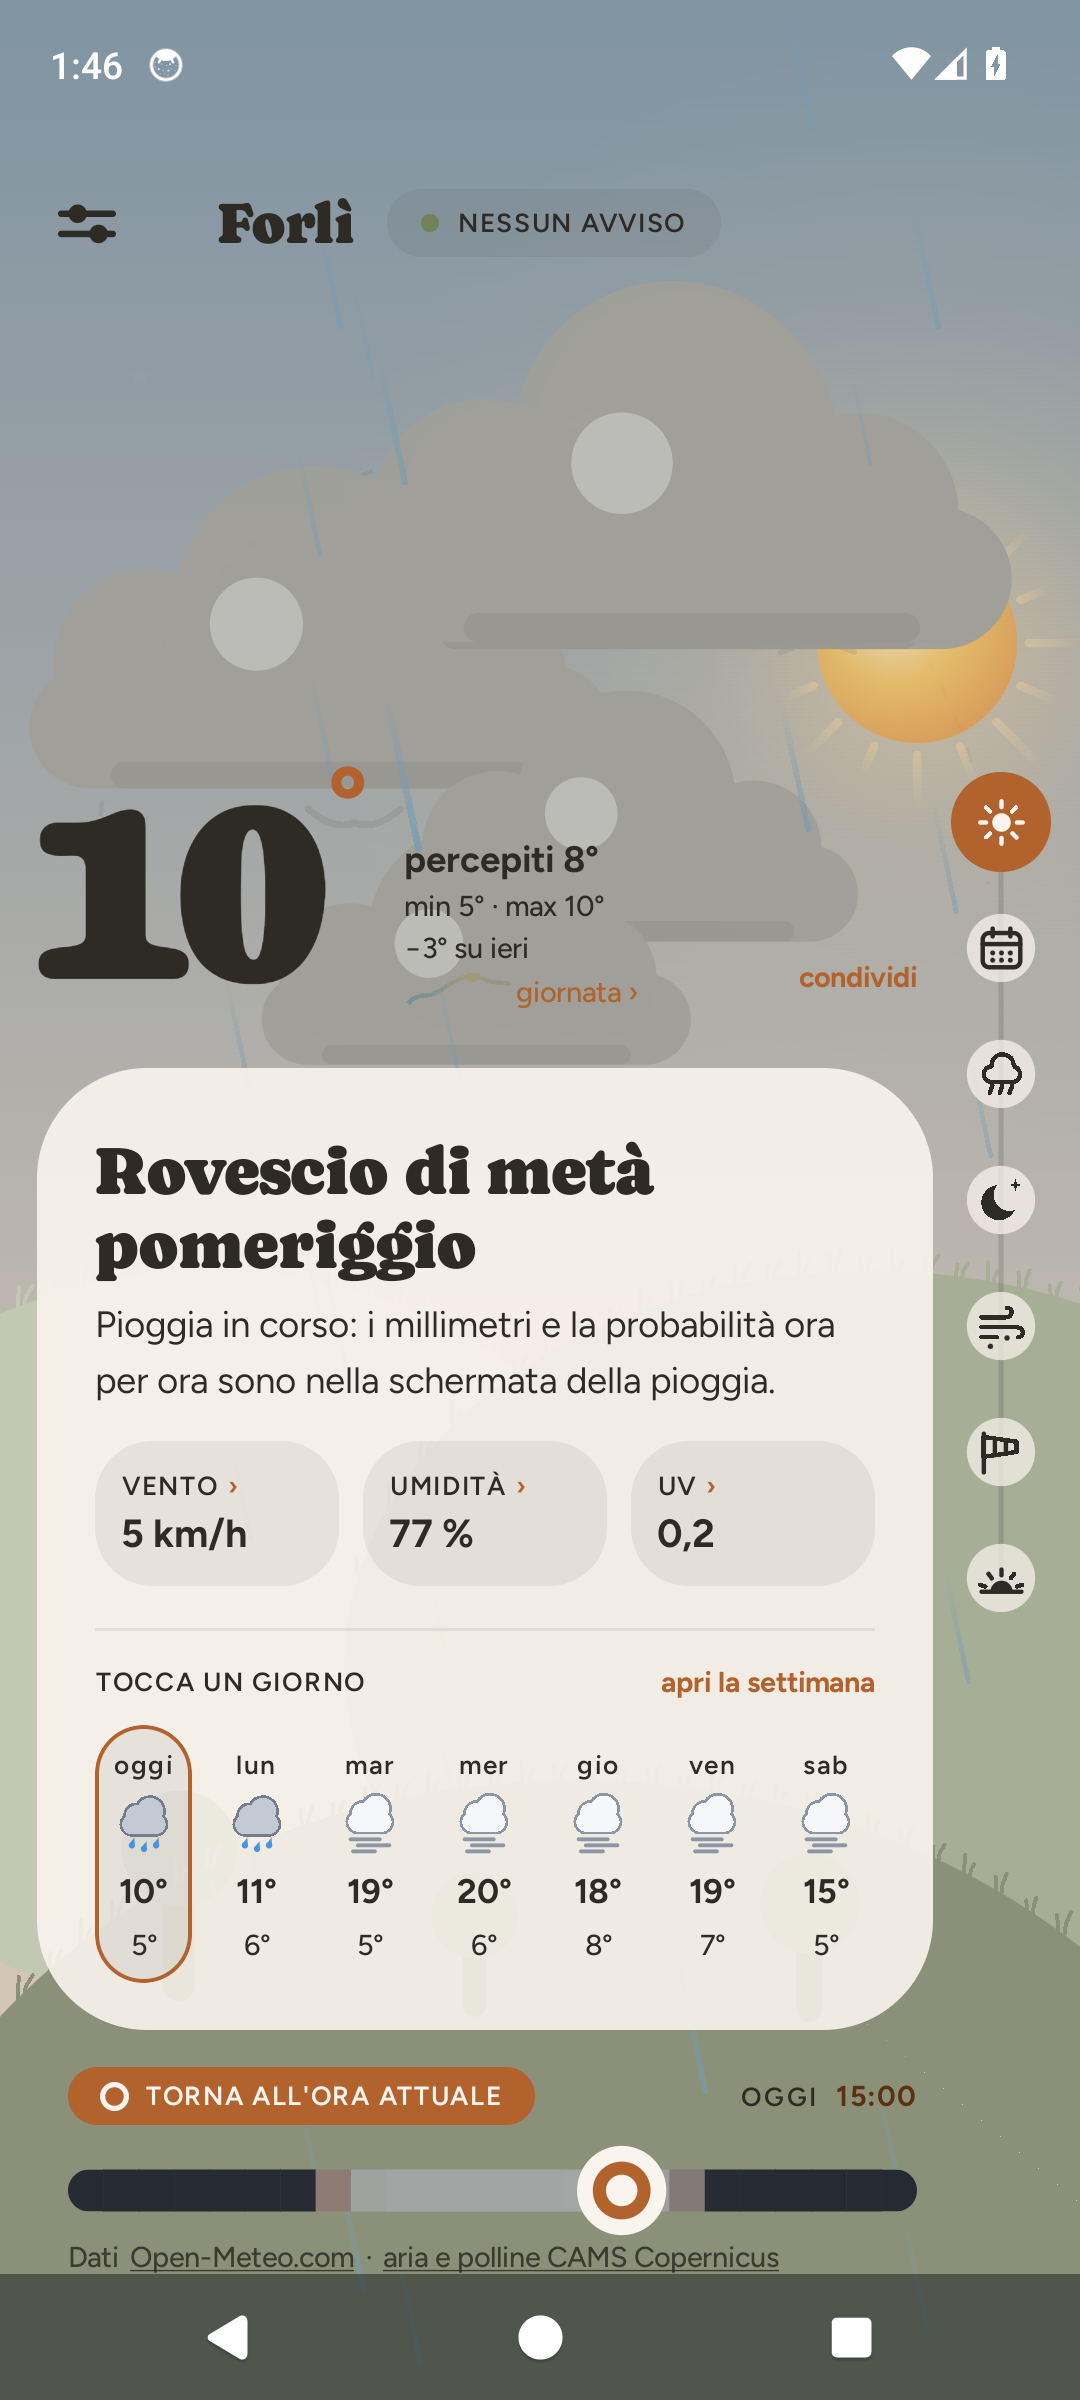 1:46
Forlì
NESSUN AVVISO
10°
percepiti 8°
min 5° · max 10°
−3° su ieri
giornata ›
condividi
Rovescio di metà
pomeriggio
Pioggia in corso: i millimetri e la probabilità ora
per ora sono nella schermata della pioggia.
VENTO › UMIDITÀ › UV ›
5 km/h 77 % 0,2
TOCCA UN GIORNO apri la settimana
oggi lun mar mer gio ven sab
10° 11° 19° 20° 18° 19° 15°
5° 6° 5° 6° 8° 7° 5°
TORNA ALL'ORA ATTUALE OGGI 15:00
Dati Open-Meteo.com · aria e polline CAMS Copernicus